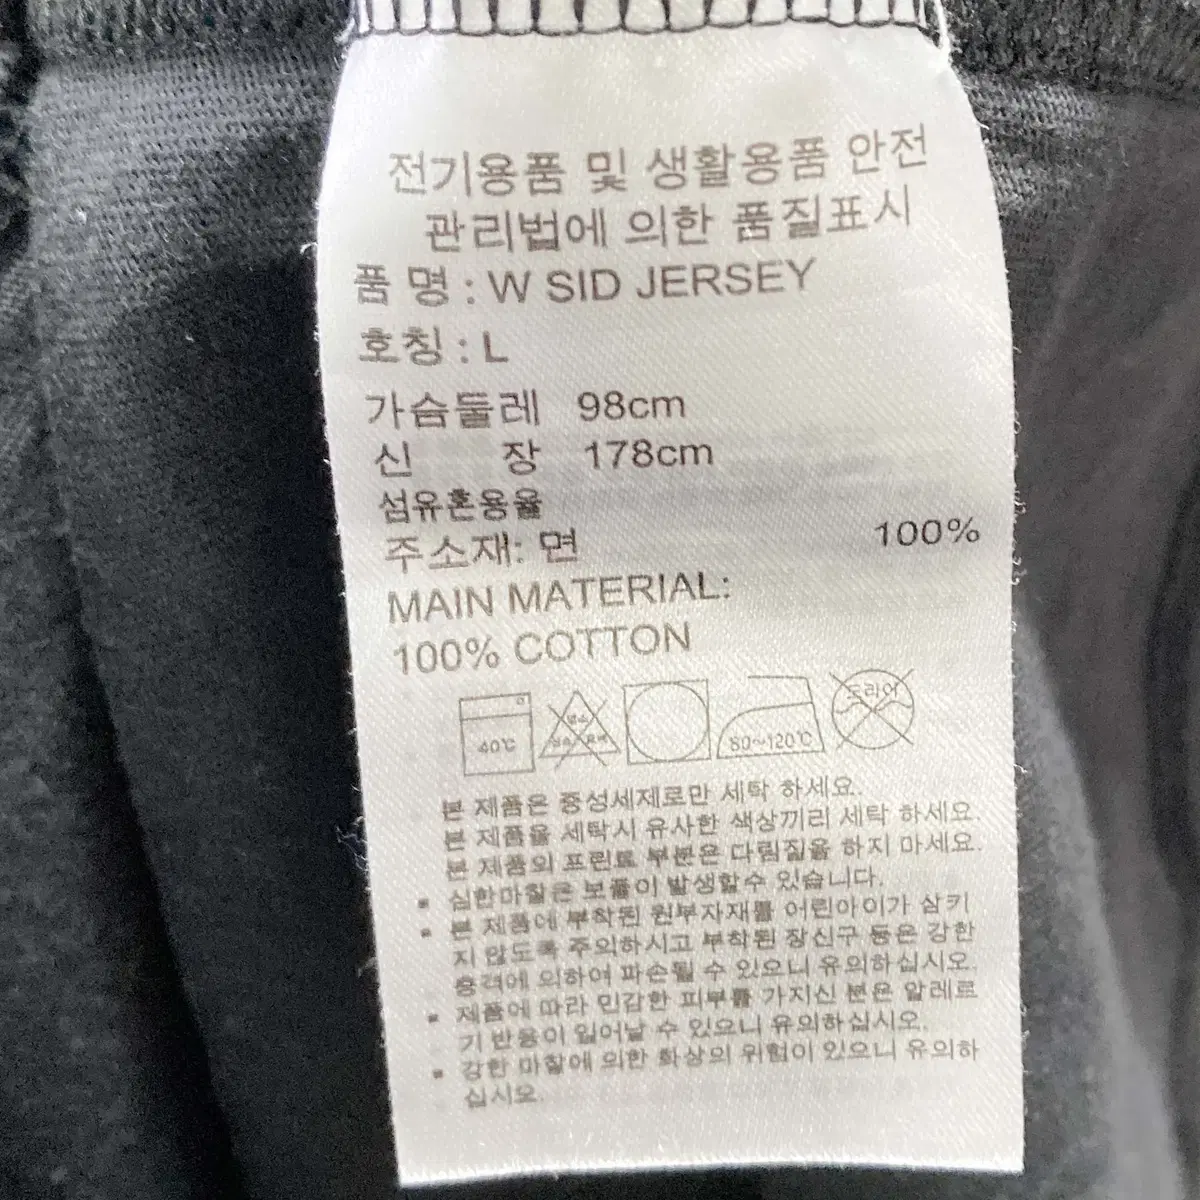 전기용품 및 생활용품 안전
관리법에 의한 품질표시
품 명 : W SID JERSEY
호칭 : L
가슴둘레 98cm
신 장 178cm
섬유혼용율
주소재: 면 100%
MAIN MATERIAL:
100% COTTON
40℃
80~120℃
드라이
본 제품은 중성세제로만 세탁 하세요.
본 제품을 세탁시 유사한 색상끼리 세탁 하세요.
본 제품의 프린트 부분은 다림질을 하지 마세요.
▪ 심한마찰은 보풀이 발생할수 있습니다.
▪ 본 제품에 부착된 원부자재를 어린아이가 삼키
지 않도록 주의하시고 부착된 장신구 등은 강한
충격에 의하여 파손될 수 있으니 유의하십시오.
▪ 제품에 따라 민감한 피부를 가지신 분은 알레르
기 반응이 일어날 수 있으니 유의하십시오.
▪ 강한 마찰에 의한 화상의 위험이 있으니 유의하
십시오.